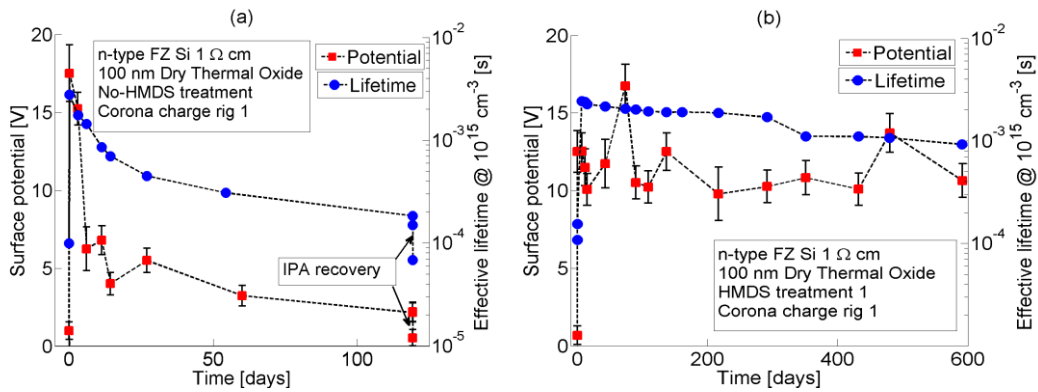 (a)
n-type FZ Si 1 Ω cm
100 nm Dry Thermal Oxide
No-HMDS treatment
Corona charge rig 1
Potential
Lifetime
IPA recovery
Surface potential [V]
20
15
10
5
0
Effective lifetime @ 10^15 cm^-3 [s]
10^-2
10^-3
10^-4
10^-5
0 50 100
Time [days]
(b)
Potential
Lifetime
n-type FZ Si 1 Ω cm
100 nm Dry Thermal Oxide
HMDS treatment 1
Corona charge rig 1
Surface potential [V]
20
15
10
5
0
Effective lifetime @ 10^15 cm^-3 [s]
10^-2
10^-3
10^-4
10^-5
0 200 400 600
Time [days]